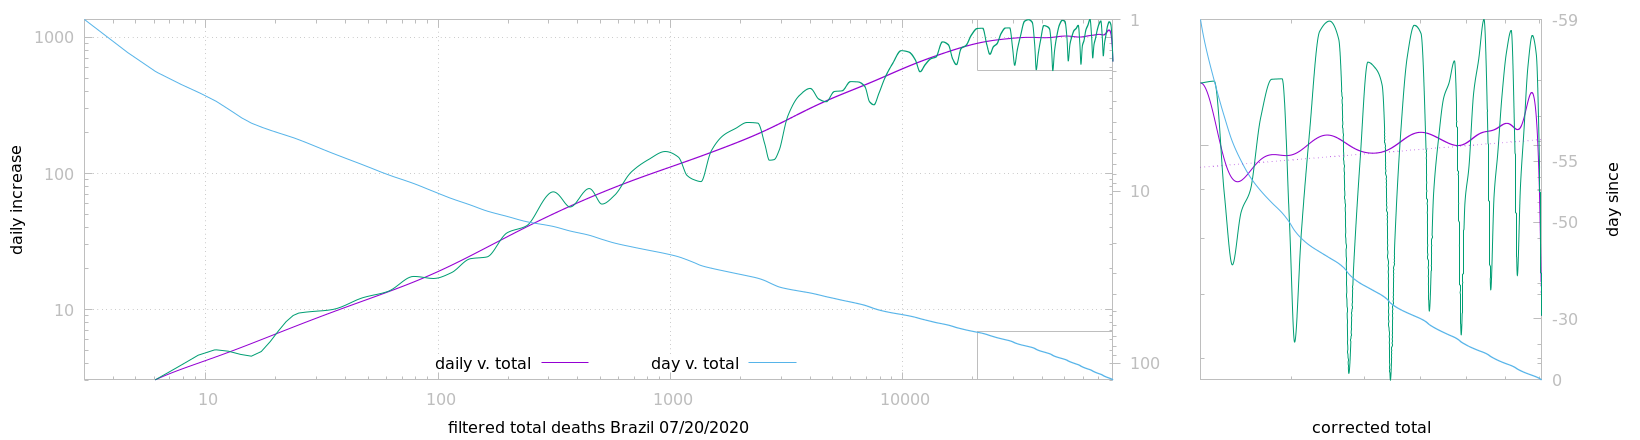 daily increase
1000
100
10
10
100
1000
10000
1
10
100
daily v. total
day v. total
filtered total deaths Brazil 07/20/2020
-59
-55
-50
-30
0
day since
corrected total